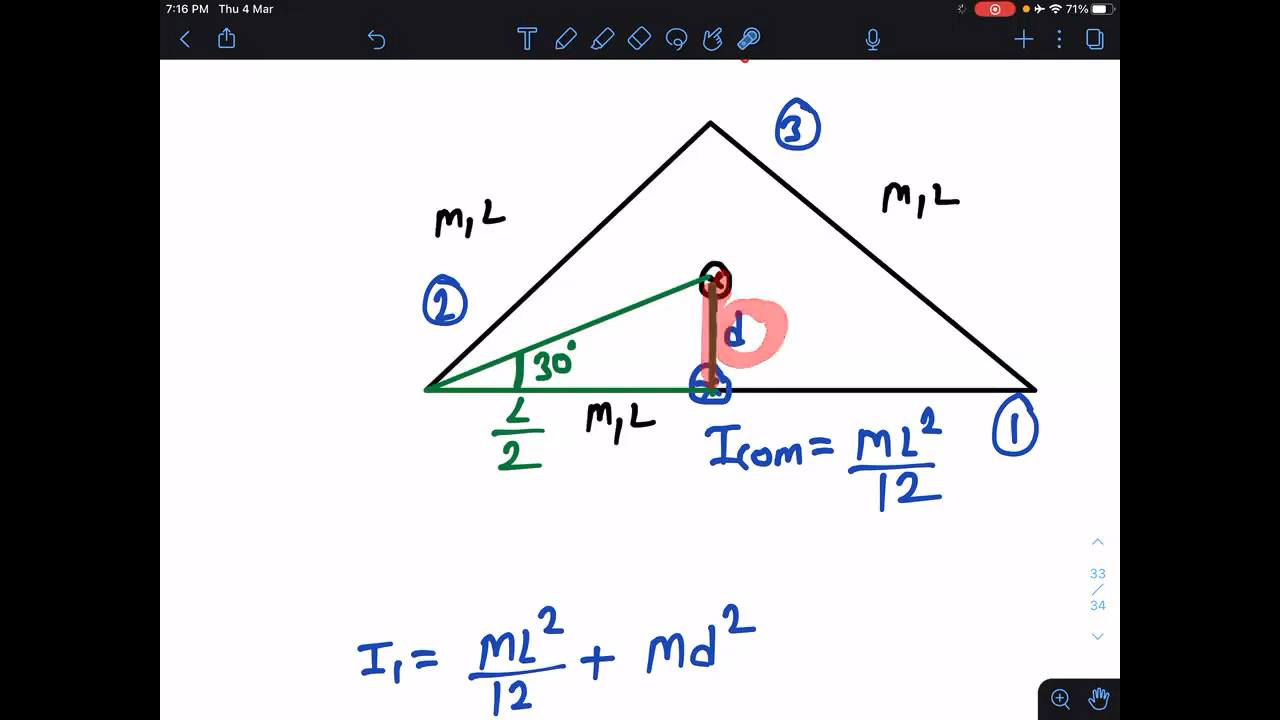 7:16 PM Thu 4 Mar
71%
T
3
m, L
m, L
2
d
30°
L/2
m, L
1
Icom = mL²/12
33
/
34
I₁ = mL²/12 + md²